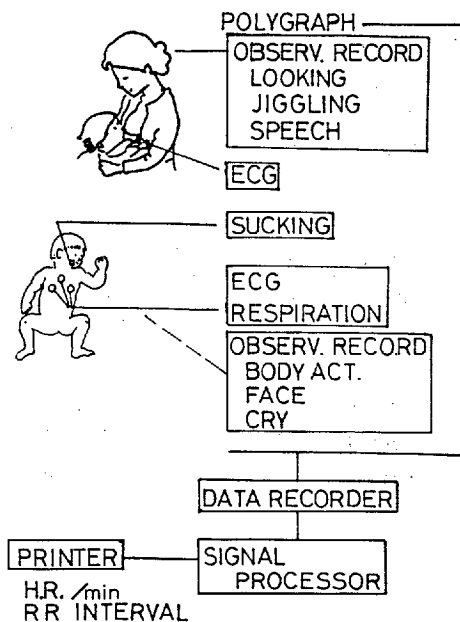 POLYGRAPH
OBSERV. RECORD
LOOKING
JIGGLING
SPEECH
ECG
SUCKING
ECG
RESPIRATION
OBSERV. RECORD
BODY ACT.
FACE
CRY
DATA RECORDER
PRINTER
SIGNAL
PROCESSOR
H.R. /min
RR INTERVAL